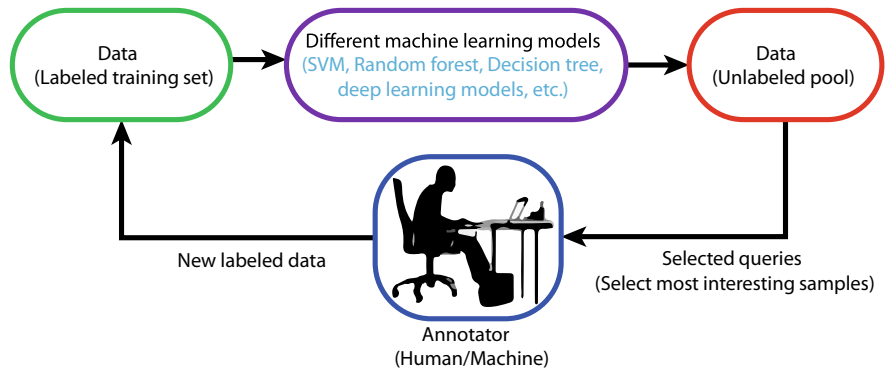 Data
(Labeled training set)
Different machine learning models
(SVM, Random forest, Decision tree,
deep learning models, etc.)
Data
(Unlabeled pool)
New labeled data
Selected queries
(Select most interesting samples)
Annotator
(Human/Machine)